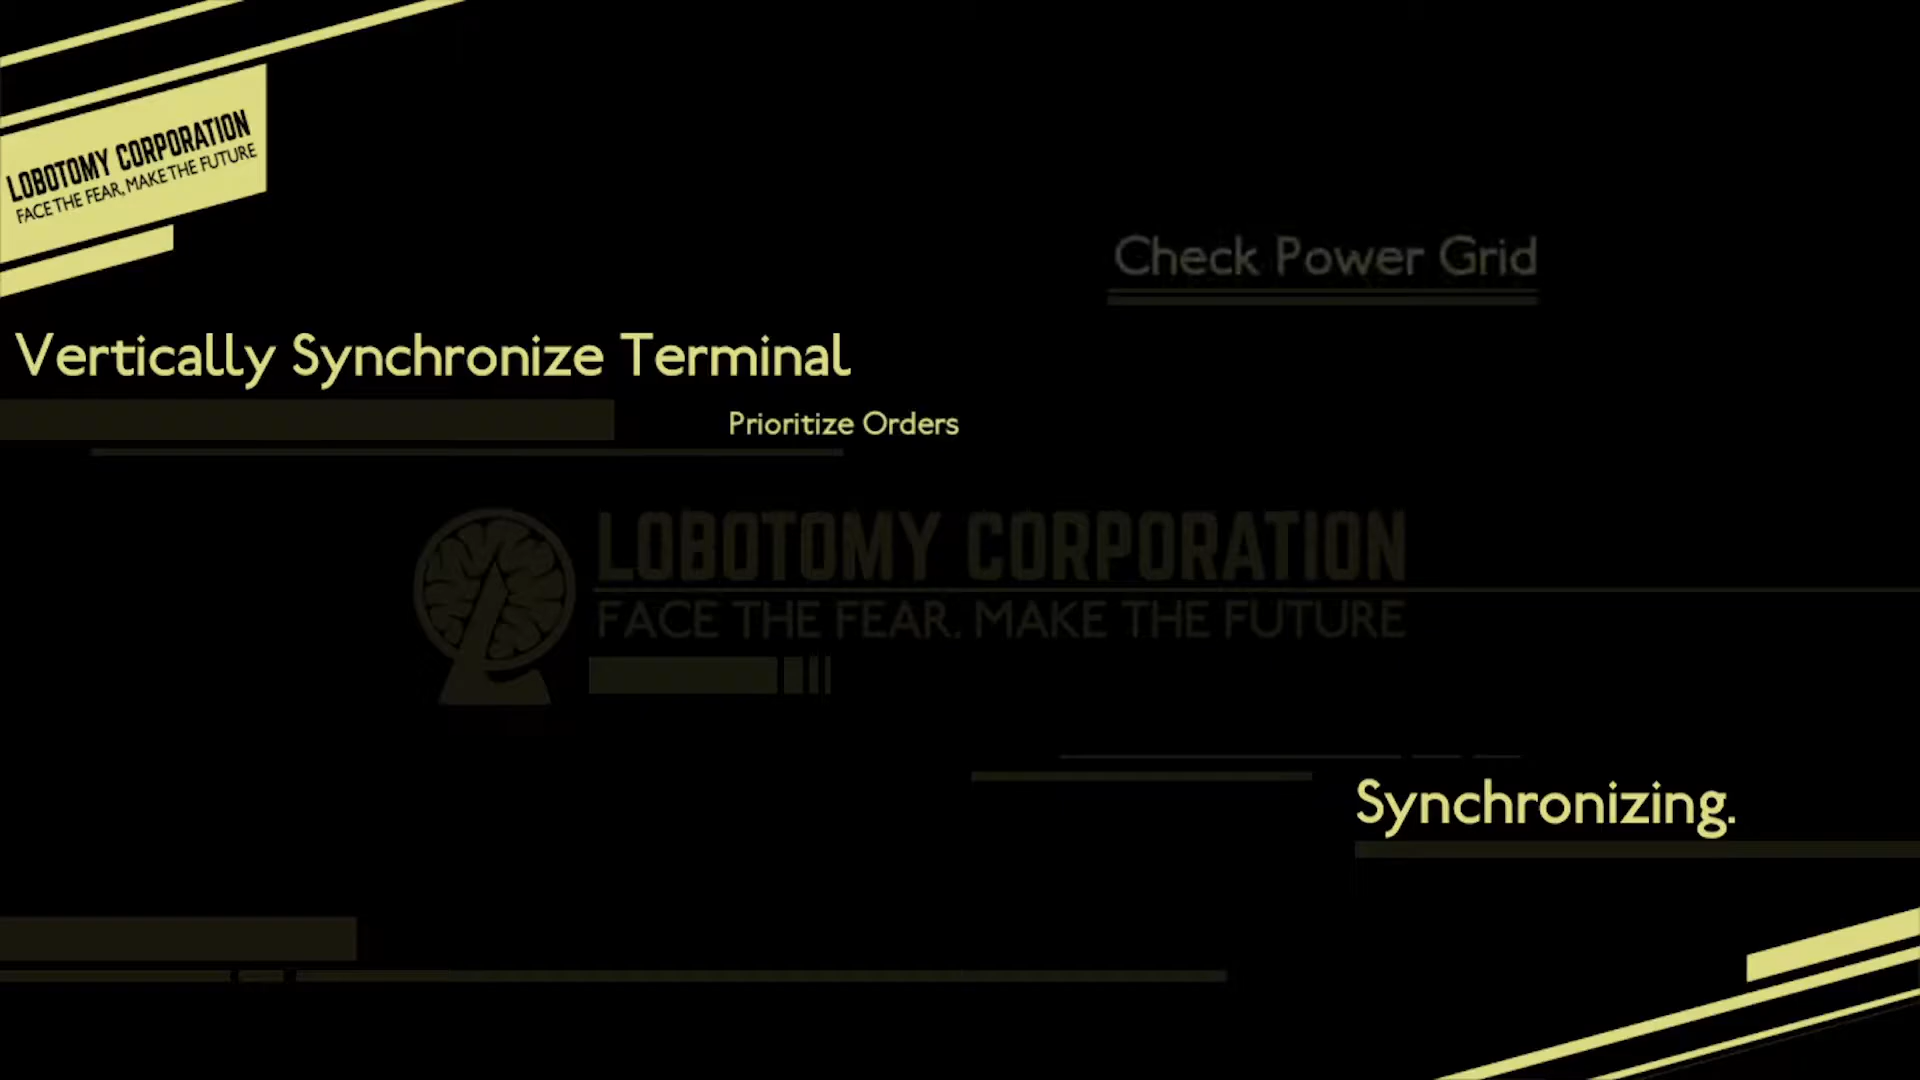 LOBOTOMY CORPORATION
FACE THE FEAR, MAKE THE FUTURE
Check Power Grid
Vertically Synchronize Terminal
Prioritize Orders
LOBOTOMY CORPORATION
FACE THE FEAR. MAKE THE FUTURE
Synchronizing.